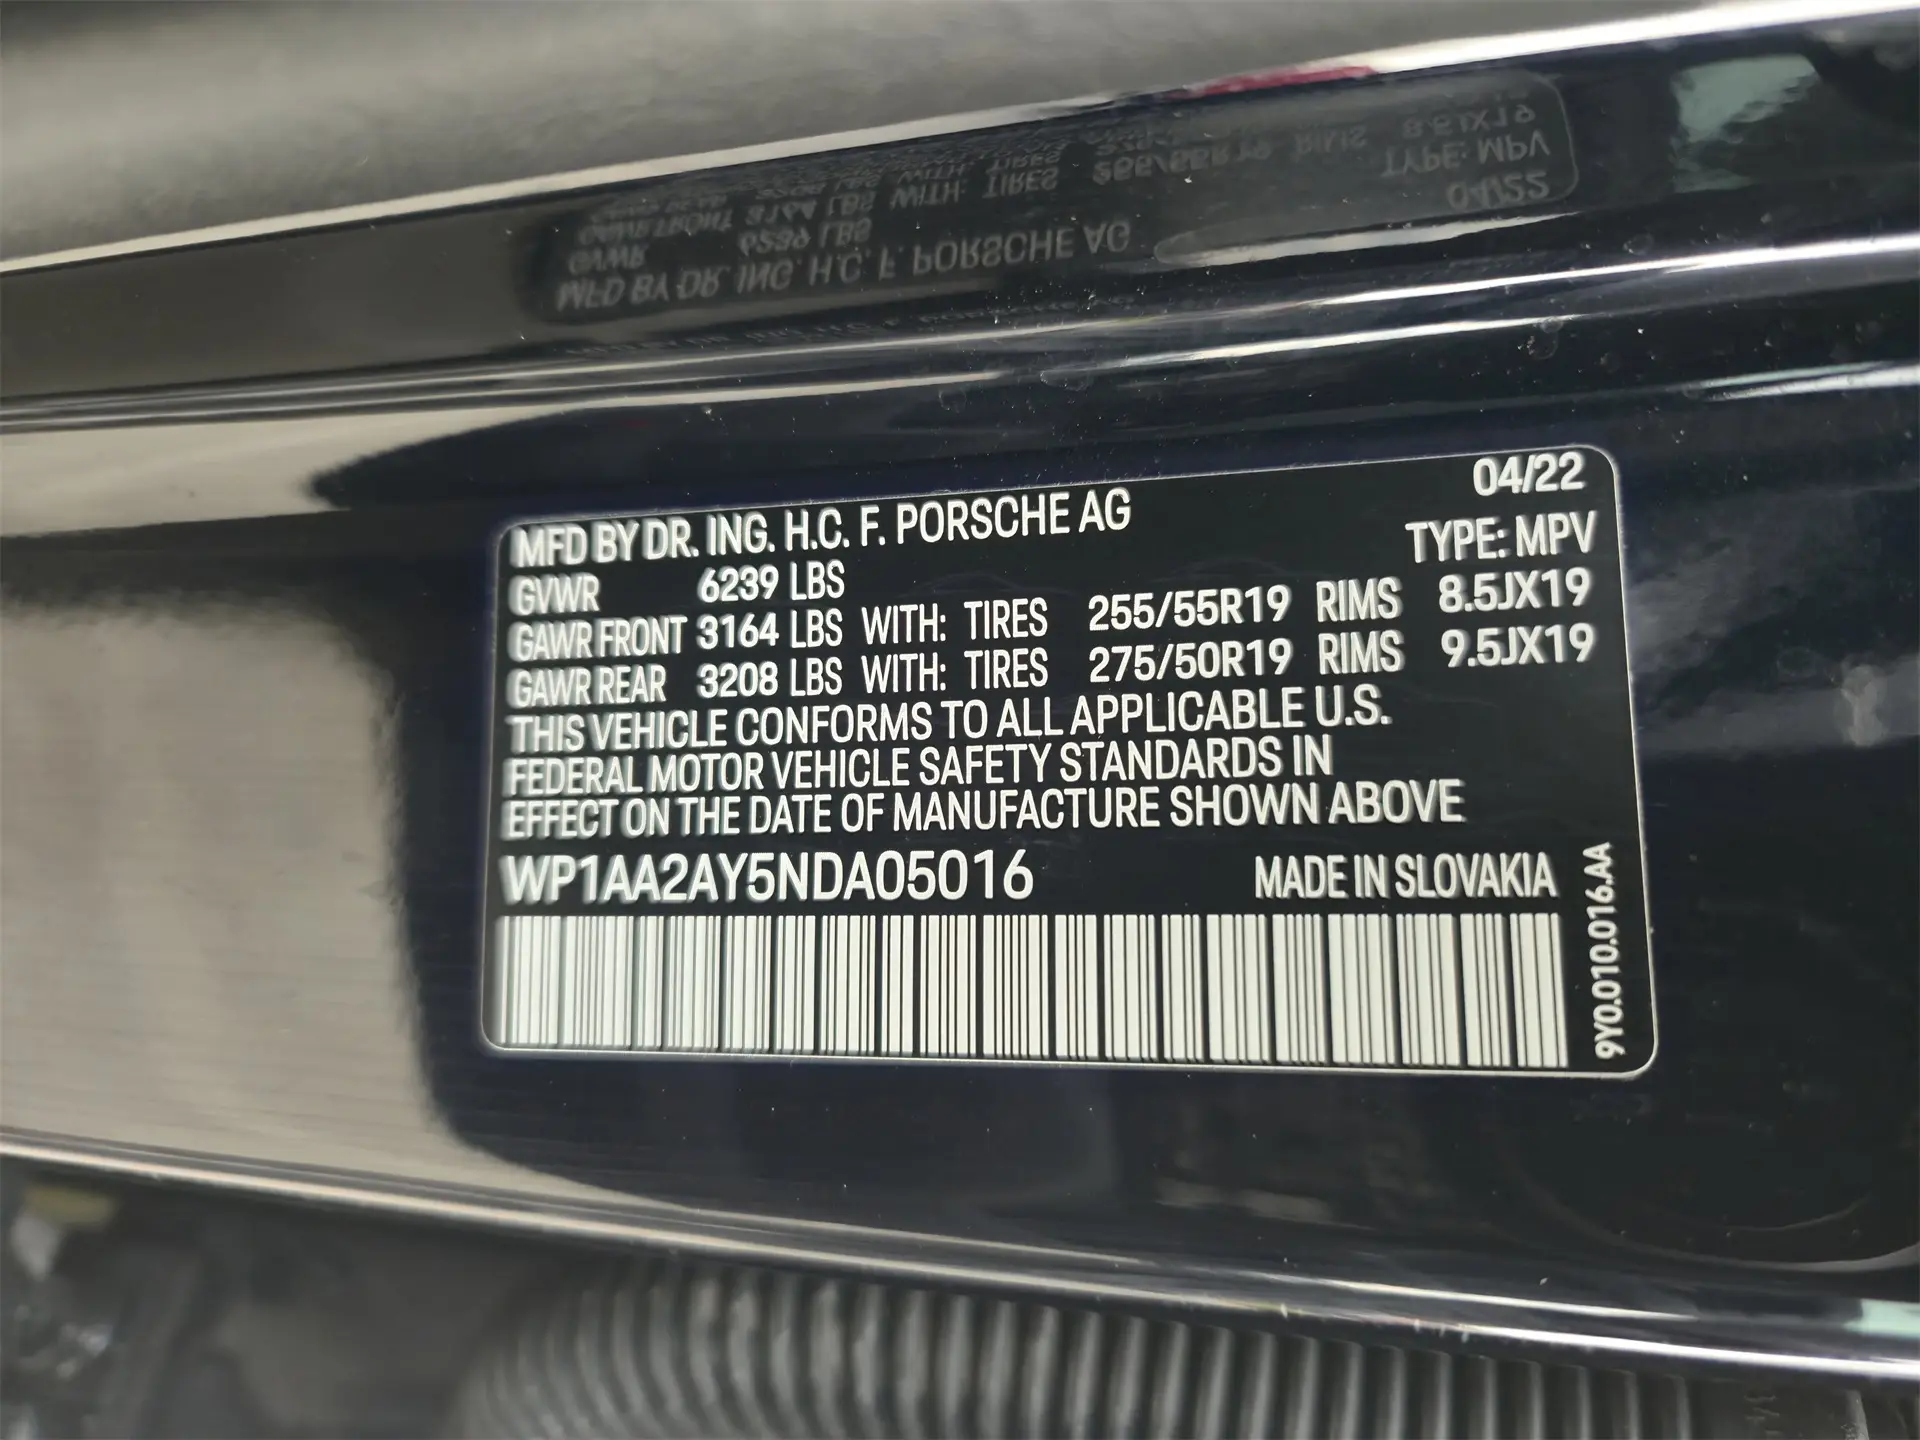 04/22
MFD BY DR. ING. H.C. F. PORSCHE AG
TYPE: MPV
GVWR 6239 LBS
GAWR FRONT 3164 LBS WITH: TIRES 255/55R19 RIMS 8.5JX19
GAWR REAR 3208 LBS WITH: TIRES 275/50R19 RIMS 9.5JX19
THIS VEHICLE CONFORMS TO ALL APPLICABLE U.S.
FEDERAL MOTOR VEHICLE SAFETY STANDARDS IN
EFFECT ON THE DATE OF MANUFACTURE SHOWN ABOVE
WP1AA2AY5NDA05016 MADE IN SLOVAKIA
9Y0.010.016.AA